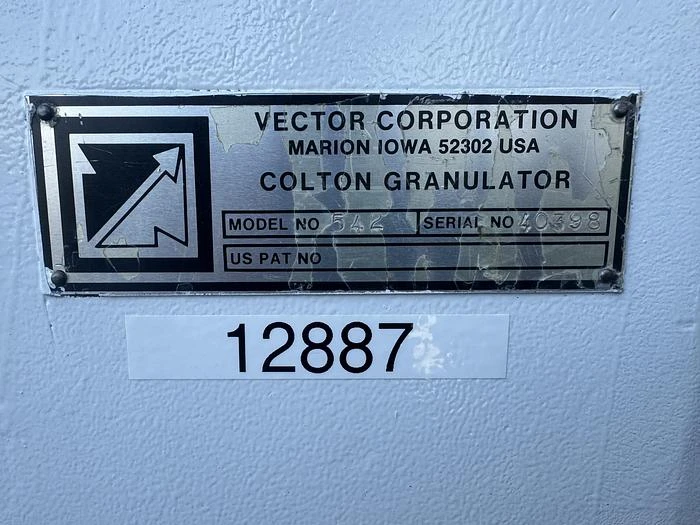 VECTOR CORPORATION
MARION IOWA 52302 USA
COLTON GRANULATOR
MODEL NO 542 SERIAL NO 40398
US PAT NO
12887